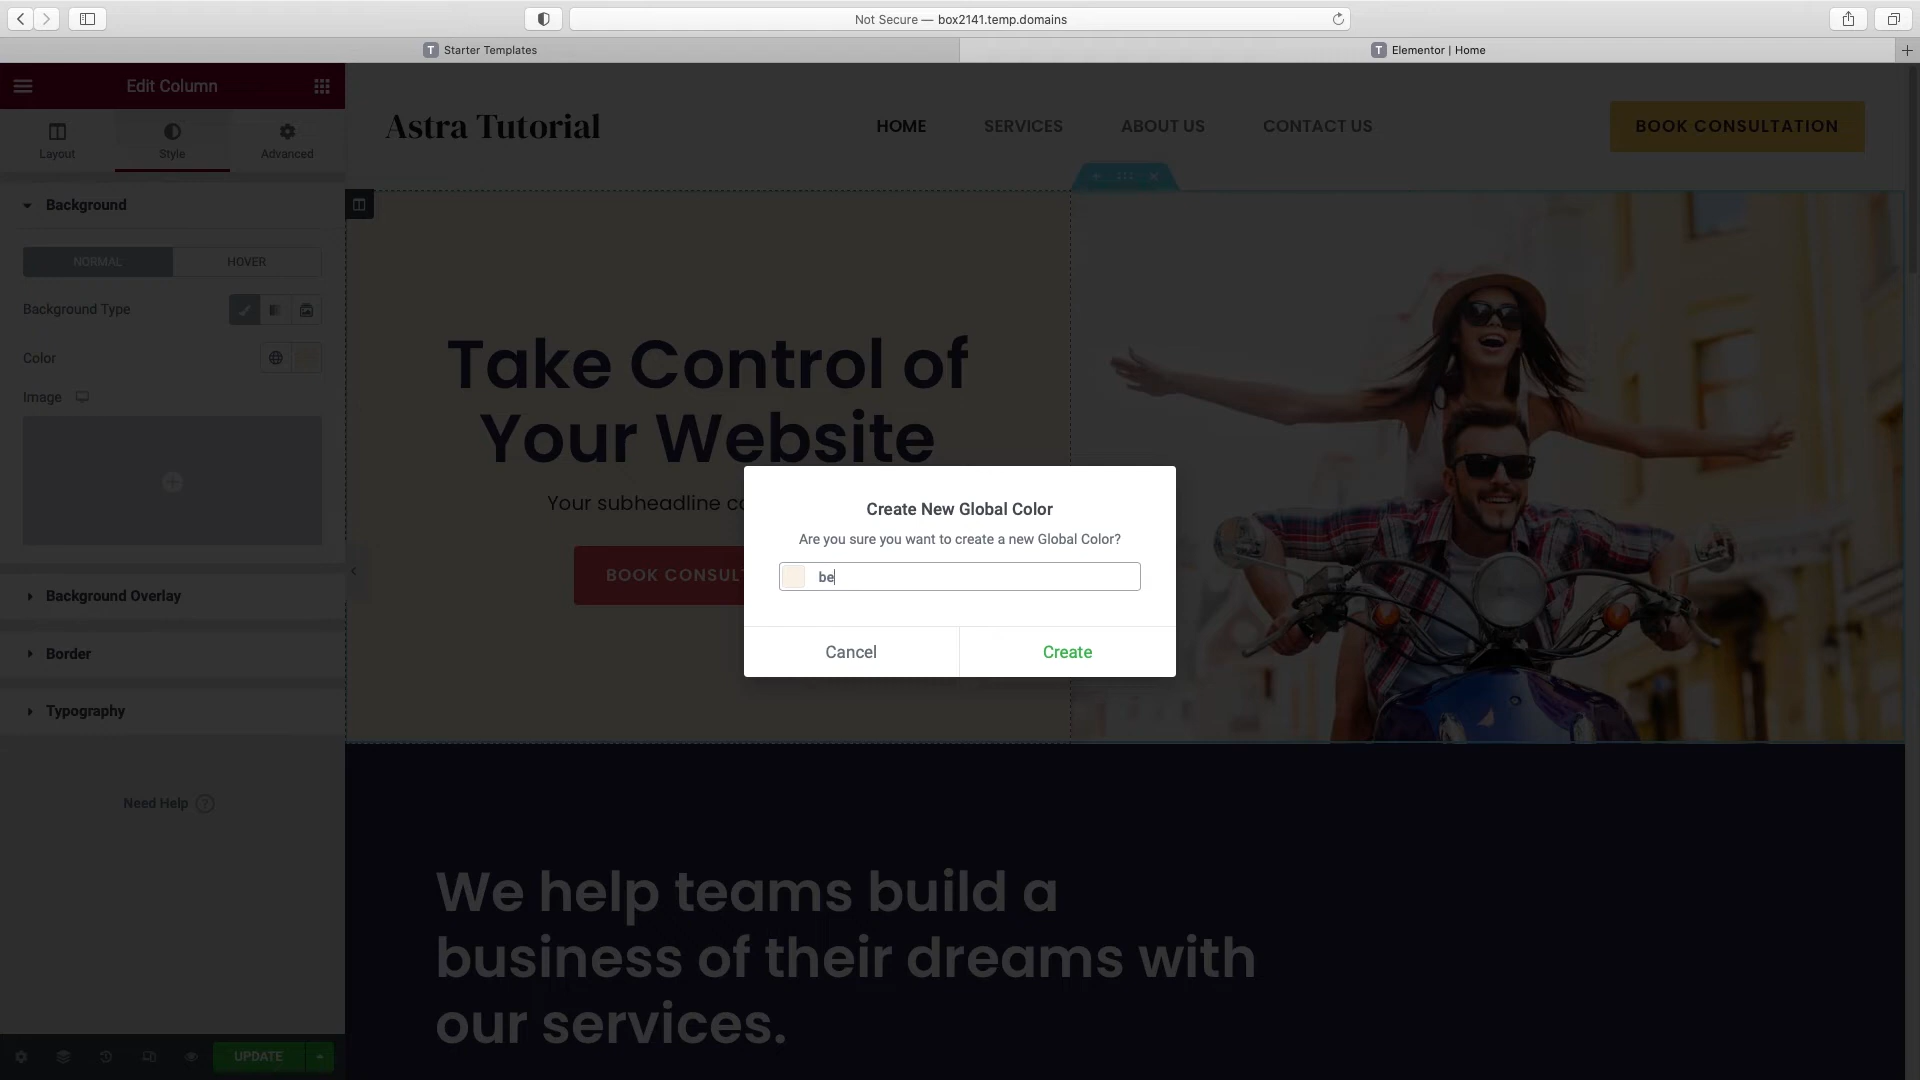 Not Secure — box2141.temp.domains
T Starter Templates
T Elementor | Home
Edit Column
Layout
Style
Advanced
Background
NORMAL
HOVER
Background Type
Color
Image
Background Overlay
Border
Typography
Need Help ?
UPDATE
Astra Tutorial
HOME
SERVICES
ABOUT US
CONTACT US
BOOK CONSULTATION
Take Control of
Your Website
Your subheadline
BOOK CONSULT
Create New Global Color
Are you sure you want to create a new Global Color?
be
Cancel
Create
We help teams build a
business of their dreams with
our services.